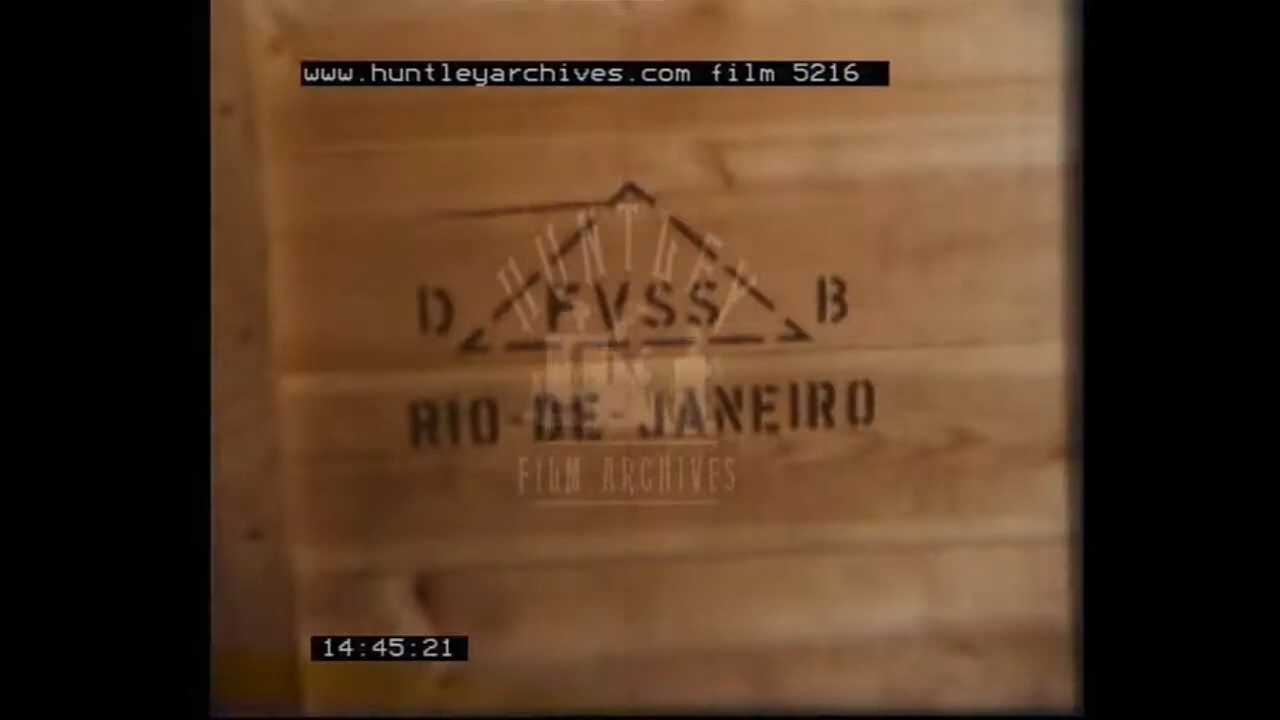 www.huntleyarchives.com film 5216
HUNTLEY
D FVSS B
RIO DE JANEIRO
FILM ARCHIVES
14:45:21